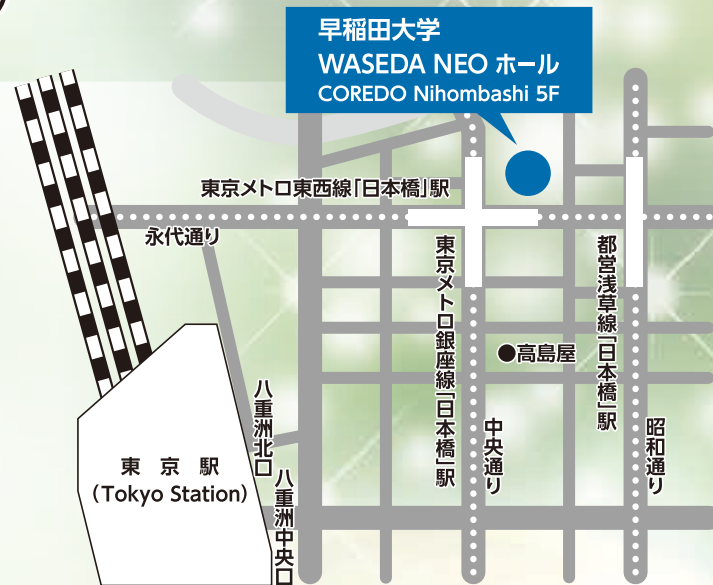 早稲田大学
WASEDA NEO ホール
COREDO Nihombashi 5F
東京メトロ東西線「日本橋」駅
永代通り
東京メトロ銀座線「日本橋」駅
都営浅草線「日本橋」駅
●高島屋
八重洲北口
中央通り
昭和通り
東 京 駅
（Tokyo Station）
八重洲中央口